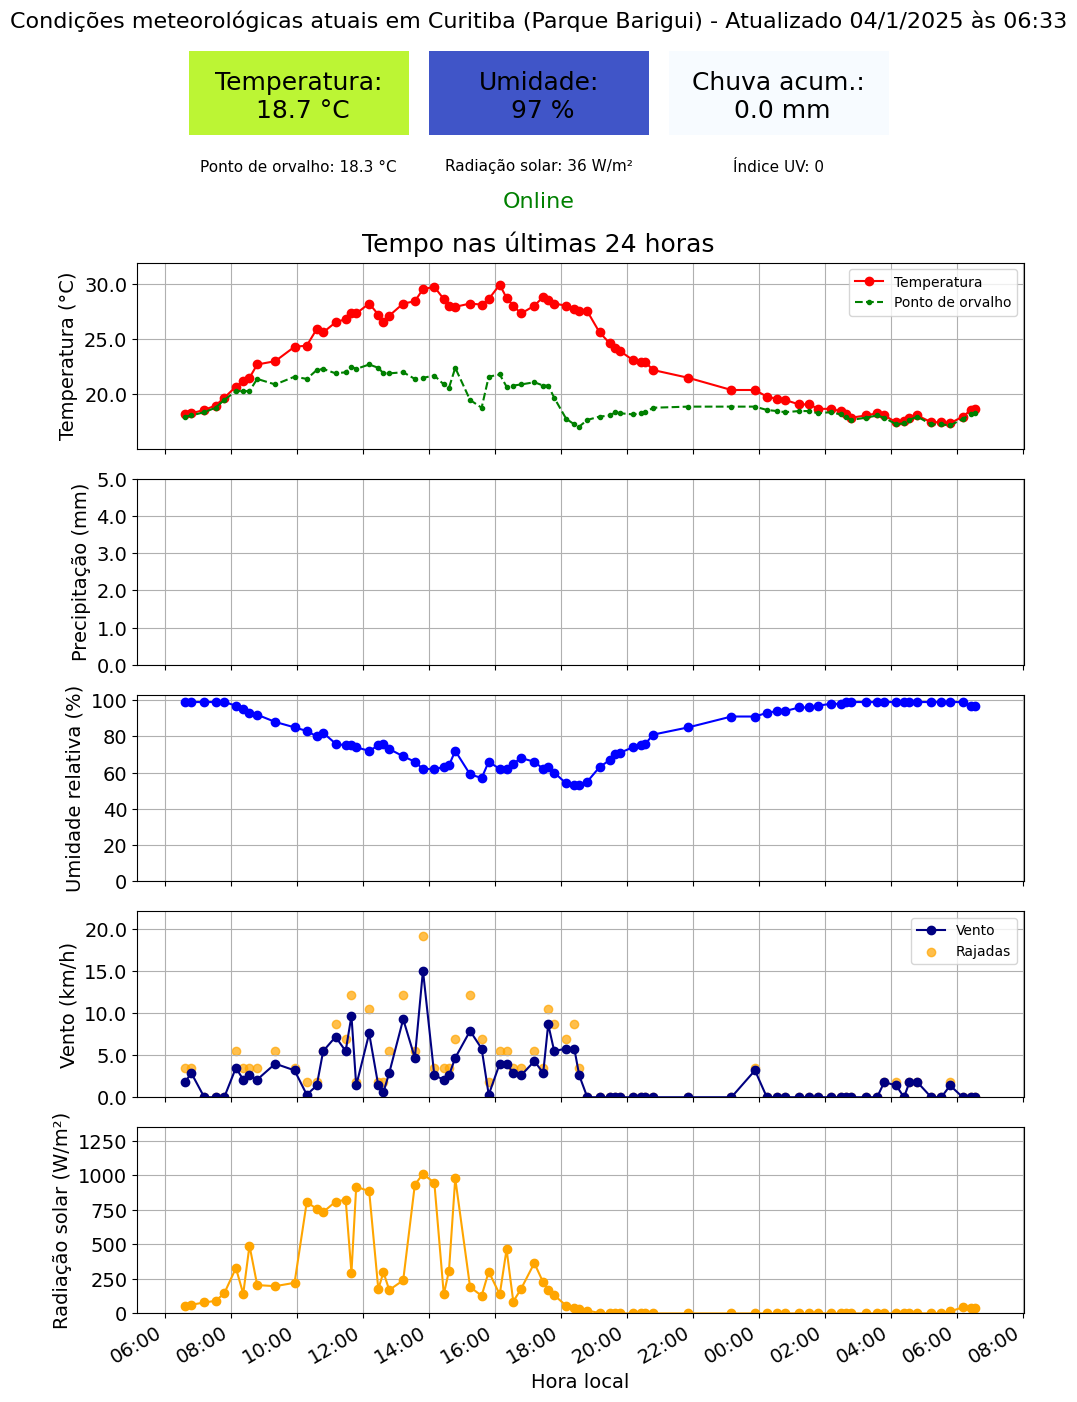 Condições meteorológicas atuais em Curitiba (Parque Barigui) - Atualizado 04/1/2025 às 06:33
Temperatura:
18.7 °C
Umidade:
97 %
Chuva acum.:
0.0 mm
Ponto de orvalho: 18.3 °C
Radiação solar: 36 W/m²
Índice UV: 0
Online
Tempo nas últimas 24 horas
Temperatura (°C)
30.0
25.0
20.0
Temperatura
Ponto de orvalho
Precipitação (mm)
5.0
4.0
3.0
2.0
1.0
0.0
Umidade relativa (%)
100
80
60
40
20
0
Vento (km/h)
20.0
15.0
10.0
5.0
0.0
Vento
Rajadas
Radiação solar (W/m²)
1250
1000
750
500
250
0
06:00
08:00
10:00
12:00
14:00
16:00
18:00
20:00
22:00
00:00
02:00
04:00
06:00
08:00
Hora local